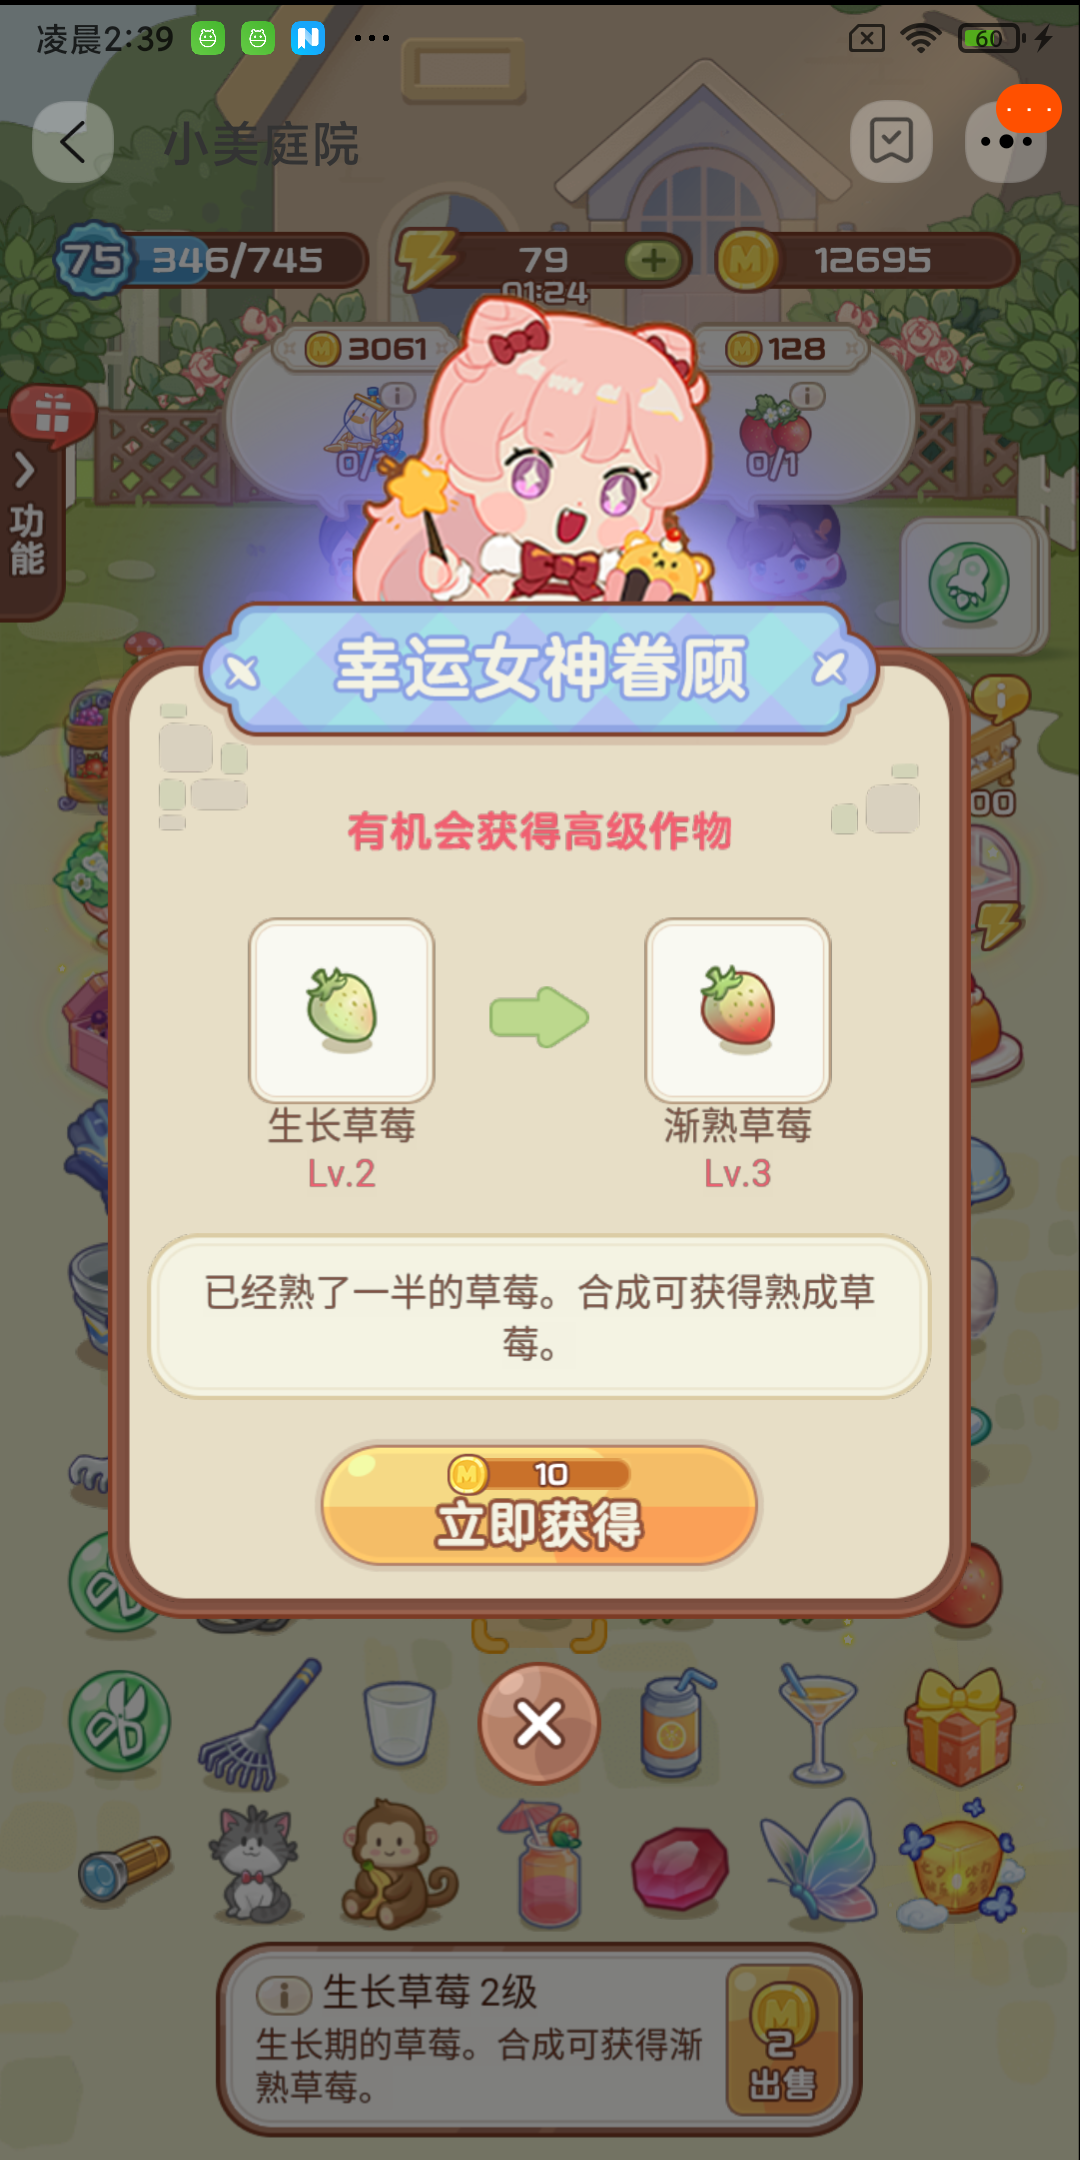 凌晨2:39
60
小美庭院
75
346/745
79
01:24
12695
3061
128
0/1
功能
幸运女神眷顾
有机会获得高级作物
生长草莓
Lv.2
渐熟草莓
Lv.3
已经熟了一半的草莓。合成可获得熟成草
莓。
10
立即获得
生长草莓 2级
生长期的草莓。合成可获得渐
熟草莓。
2
出售